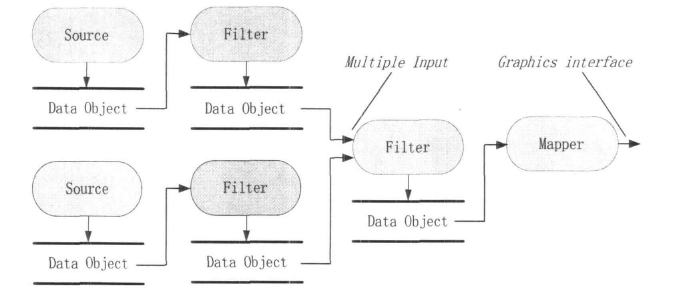 Source
Filter
Multiple Input
Graphics interface
Data Object
Data Object
Filter
Mapper
Source
Filter
Data Object
Data Object
Data Object